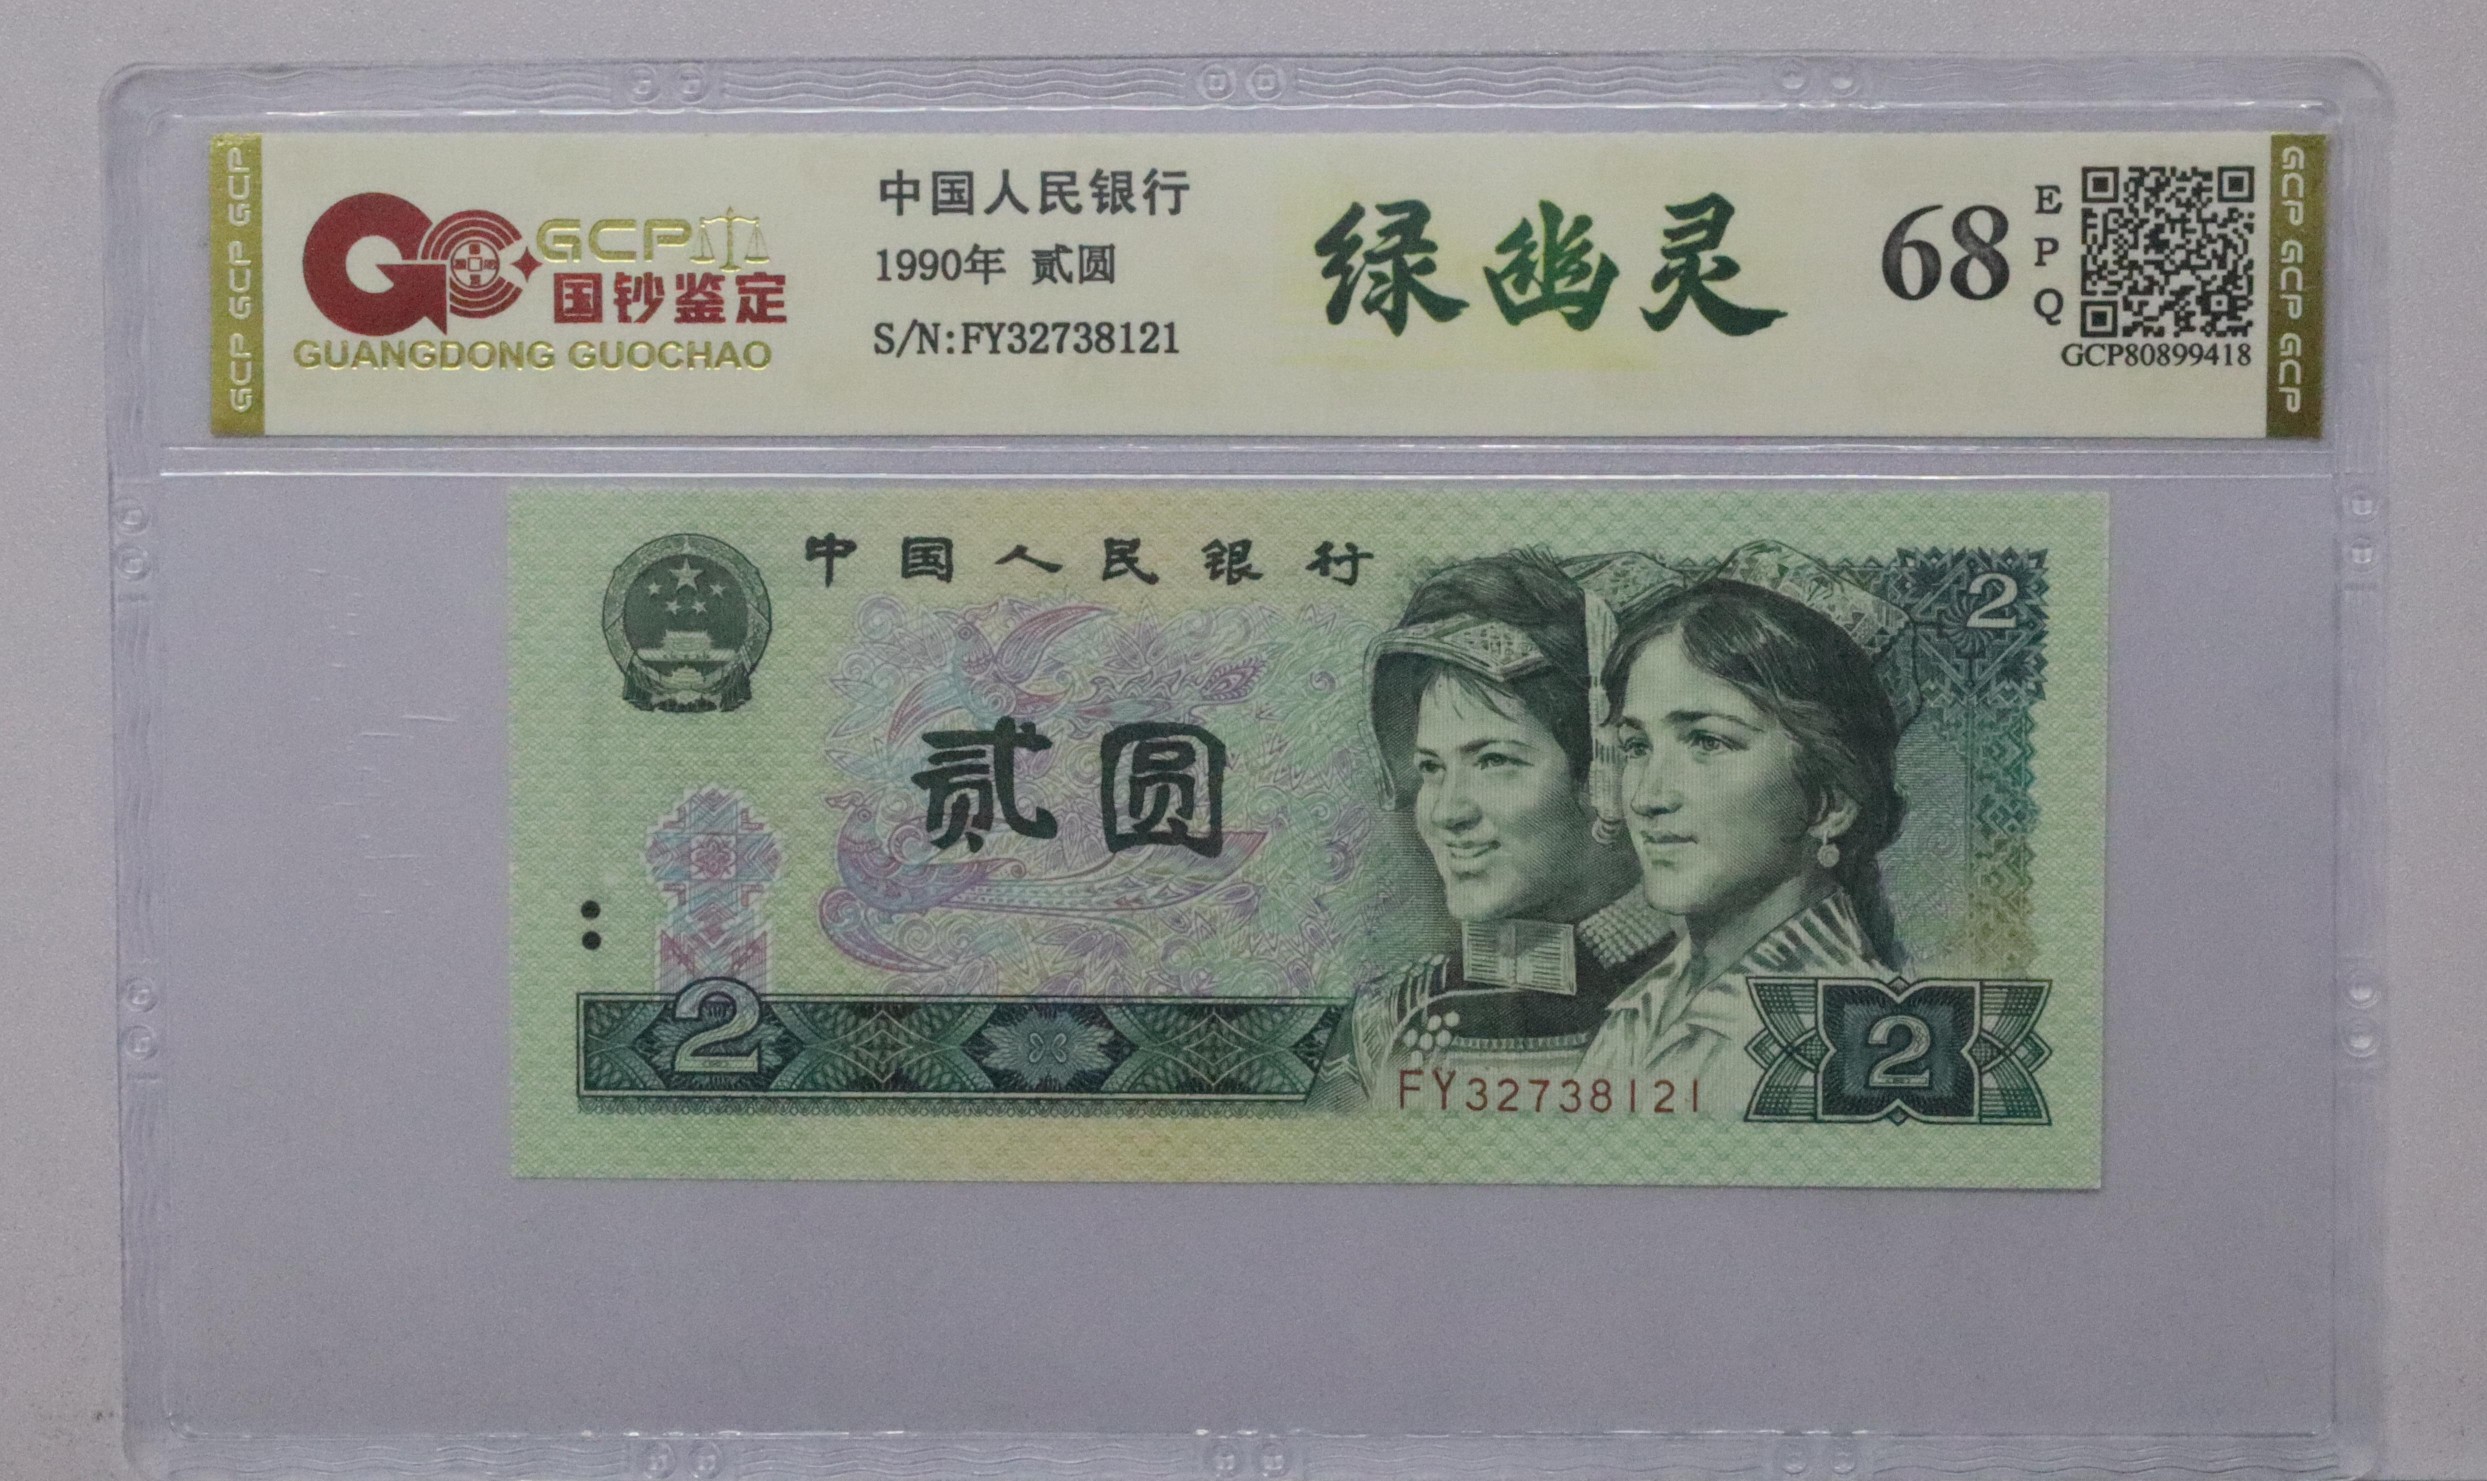 GCP GCP GCP
GCP
国钞鉴定
GUANGDONG GUOCHAO
中国人民银行
1990年 贰圆
S/N:FY32738121
绿幽灵
68
EPQ
GCP80899418
GCP GCP GCP
中国人民银行
2
贰圆
2
FY32738121
2